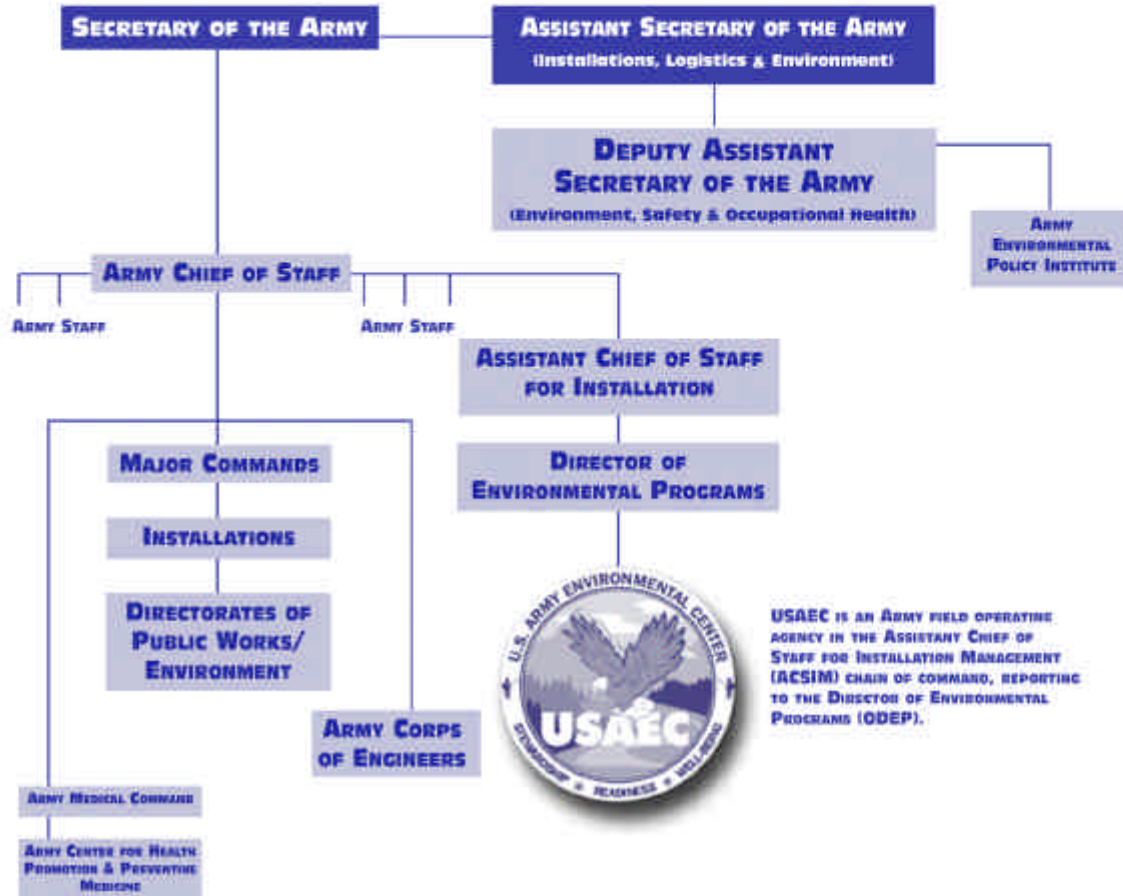 SECRETARY OF THE ARMY
ASSISTANT SECRETARY OF THE ARMY
(Installations, Logistics & Environment)
DEPUTY ASSISTANT
SECRETARY OF THE ARMY
(Environment, Safety & Occupational Health)
ARMY
ENVIRONMENTAL
POLICY INSTITUTE
ARMY CHIEF OF STAFF
ARMY STAFF
ARMY STAFF
ASSISTANT CHIEF OF STAFF
FOR INSTALLATION
MAJOR COMMANDS
DIRECTOR OF
ENVIRONMENTAL PROGRAMS
INSTALLATIONS
DIRECTORATES OF
PUBLIC WORKS/
ENVIRONMENT
U.S. ARMY ENVIRONMENTAL CENTER
USAEC
STEWARDSHIP READINESS WELL-BEING
USAEC IS AN ARMY FIELD OPERATING
AGENCY IN THE ASSISTANT CHIEF OF
STAFF FOR INSTALLATION MANAGEMENT
(ACSIM) CHAIN OF COMMAND, REPORTING
TO THE DIRECTOR OF ENVIRONMENTAL
PROGRAMS (ODEP).
ARMY CORPS
OF ENGINEERS
ARMY MEDICAL COMMAND
ARMY CENTER FOR HEALTH
PROMOTION & PREVENTIVE
MEDICINE